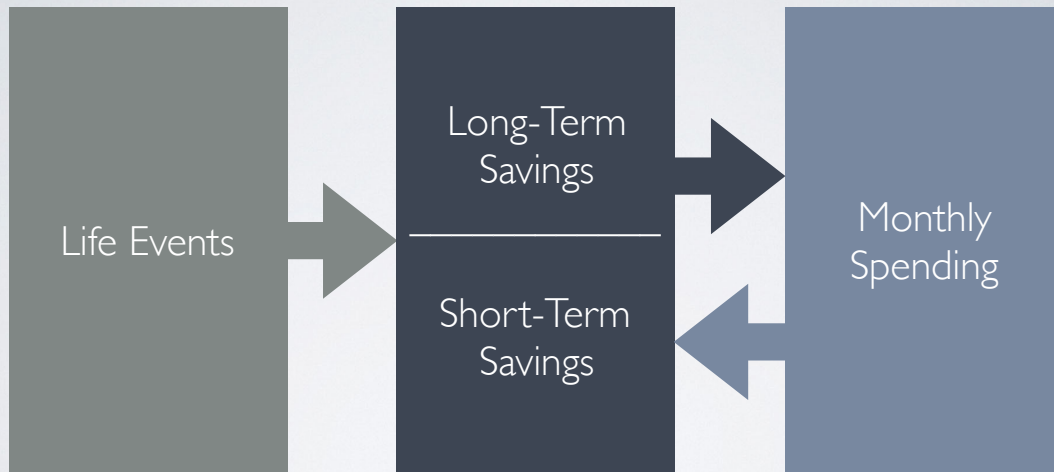 Life Events
Long-Term
Savings
Short-Term
Savings
Monthly
Spending